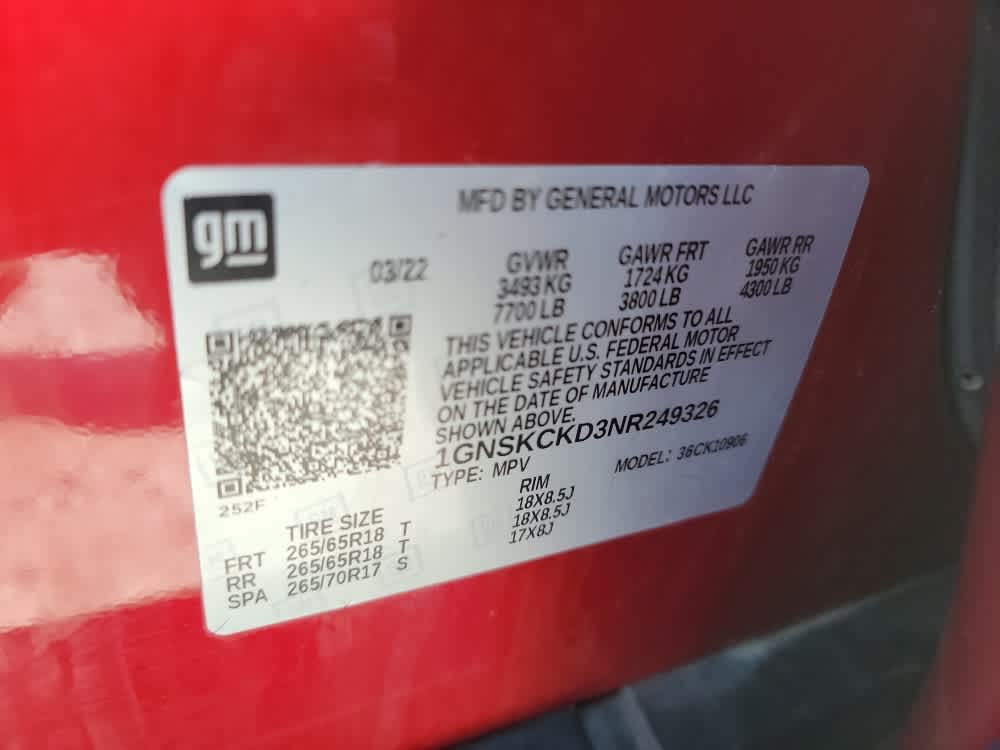 gm
MFD BY GENERAL MOTORS LLC
03/22 GVWR GAWR FRT GAWR RR
3493 KG 1724 KG 1950 KG
7700 LB 3800 LB 4300 LB
THIS VEHICLE CONFORMS TO ALL
APPLICABLE U.S. FEDERAL MOTOR
VEHICLE SAFETY STANDARDS IN EFFECT
ON THE DATE OF MANUFACTURE
SHOWN ABOVE.
1GNSKCKD3NR249326
TYPE: MPV MODEL: 36CK10906
252F
TIRE SIZE RIM
FRT 265/65R18 T 18X8.5J
RR 265/65R18 T 18X8.5J
SPA 265/70R17 S 17X8J